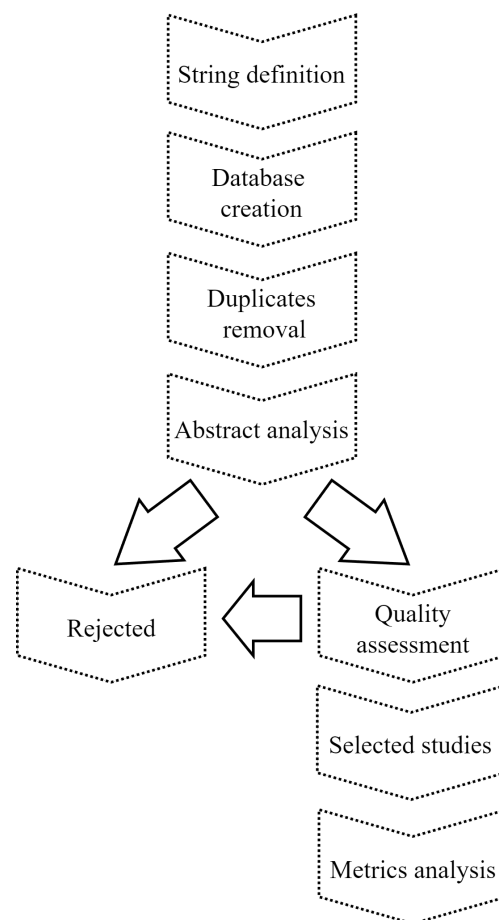 String definition
Database
creation
Duplicates
removal
Abstract analysis
Rejected
Quality
assessment
Selected studies
Metrics analysis